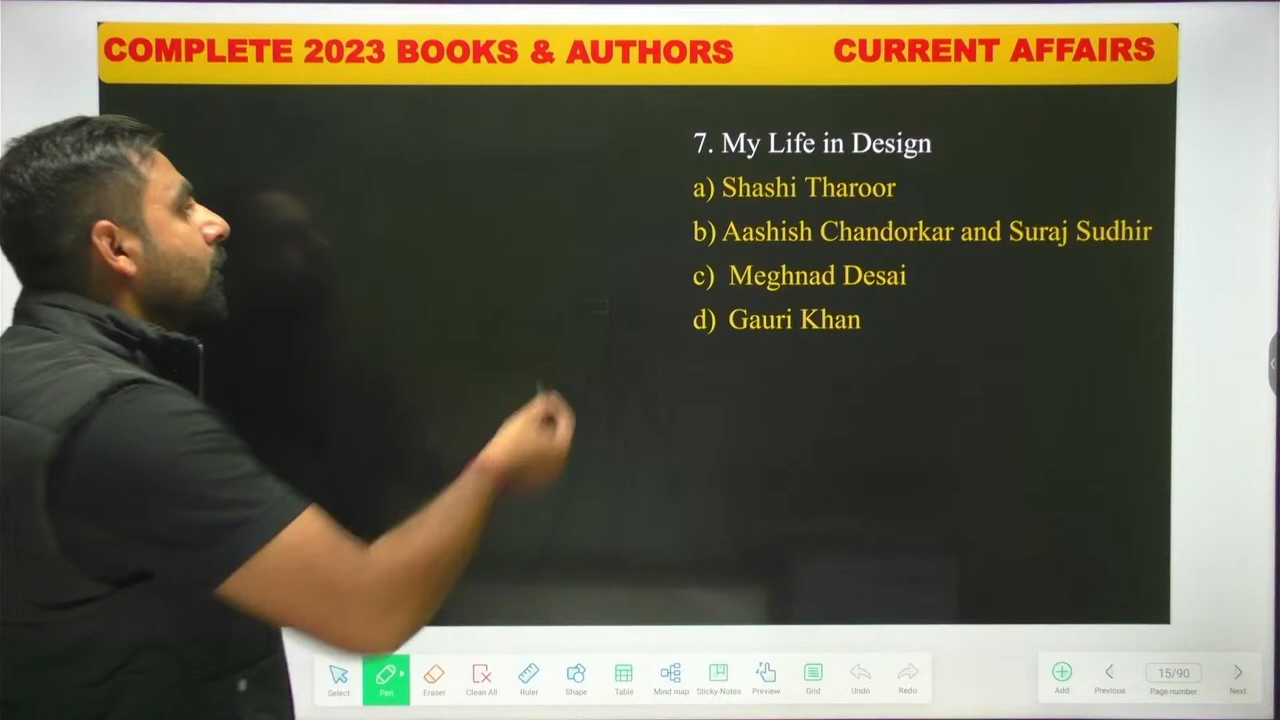 COMPLETE 2023 BOOKS & AUTHORS CURRENT AFFAIRS
7. My Life in Design
a) Shashi Tharoor
b) Aashish Chandorkar and Suraj Sudhir
c) Meghnad Desai
d) Gauri Khan
Select Pen Eraser Clean All Ruler Shape Table Mind map Sticky Notes Preview Grid Undo Redo Add Previous 15/90 Page number Next